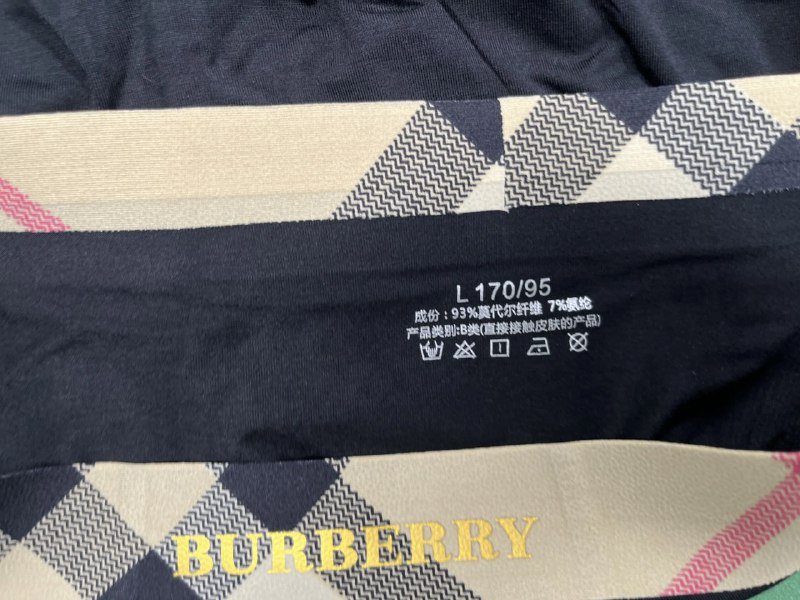 L 170/95
成份：93%莫代尔纤维 7%氨纶
产品类别:B类(直接接触皮肤的产品)
BURBERRY